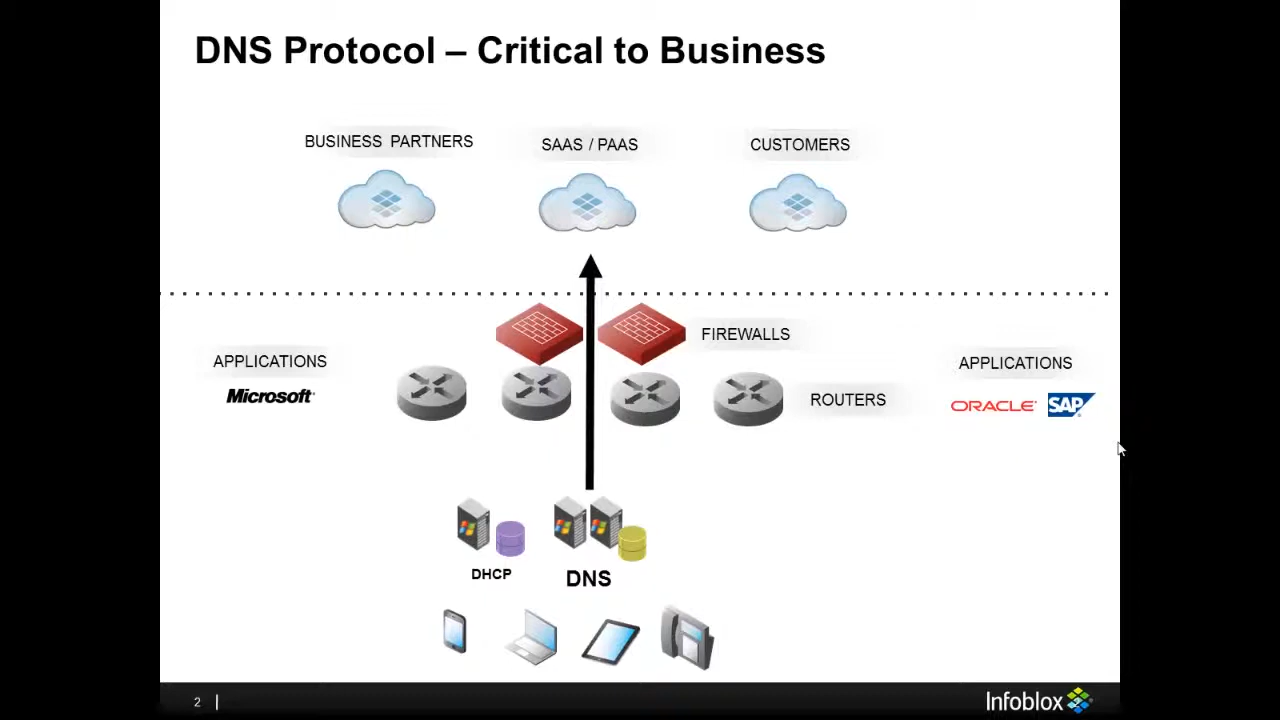 DNS Protocol – Critical to Business
BUSINESS PARTNERS
SAAS / PAAS
CUSTOMERS
FIREWALLS
APPLICATIONS
Microsoft
APPLICATIONS
ORACLE SAP
ROUTERS
DHCP
DNS
2 |
Infoblox